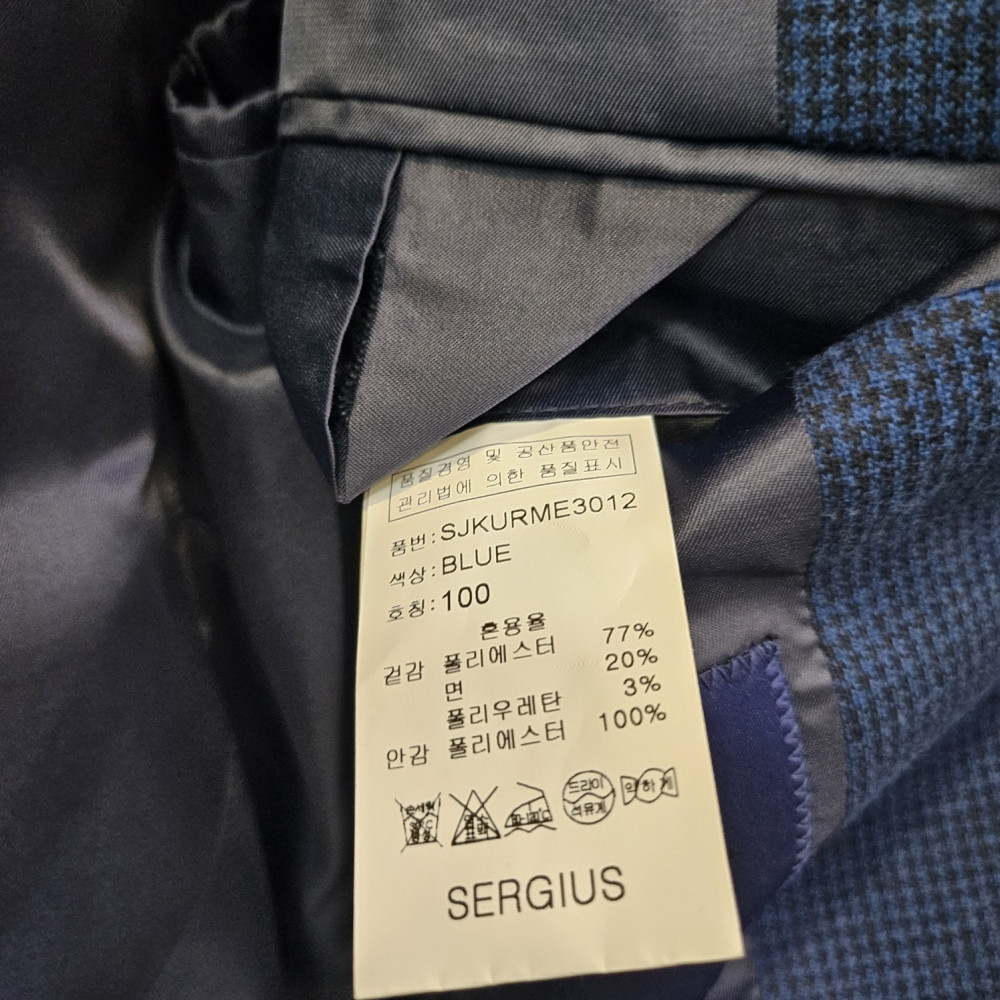 품질경영 및 공산품안전
관리법에 의한 품질표시
품번:SJKURME3012
색상:BLUE
호칭:100
혼용율
겉감 폴리에스터 77%
면 20%
폴리우레탄 3%
안감 폴리에스터 100%
드라이
석유계
약하게
SERGIUS